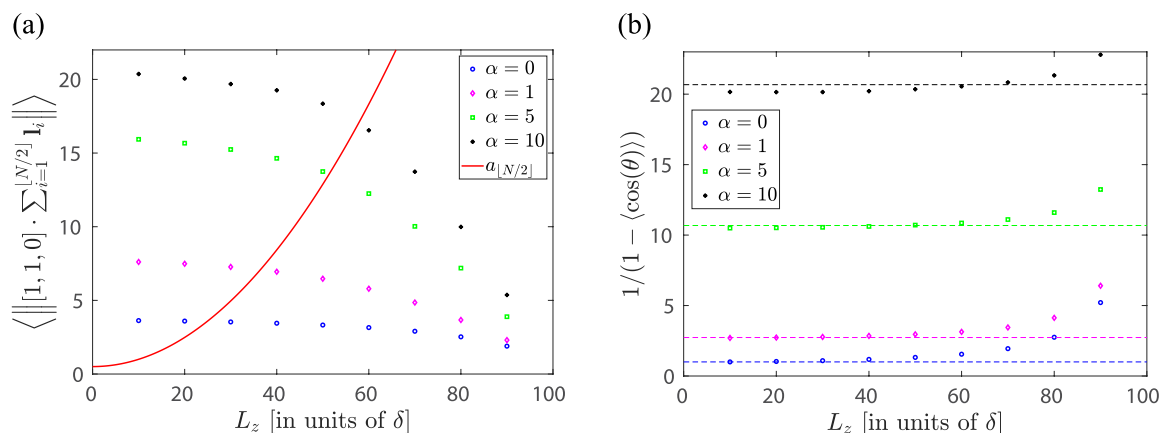 (a)
⟨‖[1, 1, 0] · ∑_{i=1}^{⌊N/2⌋} l_i‖⟩
20
15
10
5
0
α = 0
α = 1
α = 5
α = 10
a_{⌊N/2⌋}
0 20 40 60 80 100
L_z [in units of δ]
(b)
1/(1 − ⟨cos(θ)⟩)
20
15
10
5
0
α = 0
α = 1
α = 5
α = 10
0 20 40 60 80 100
L_z [in units of δ]